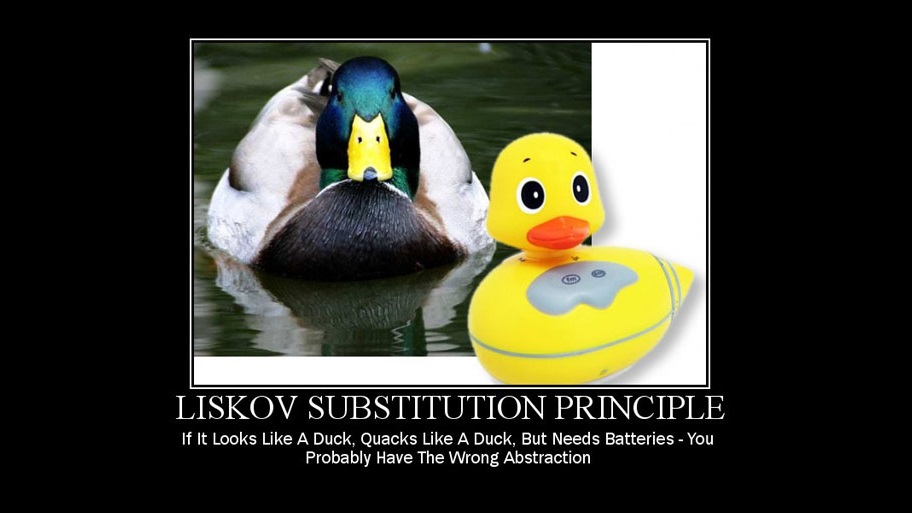 LISKOV SUBSTITUTION PRINCIPLE
If It Looks Like A Duck, Quacks Like A Duck, But Needs Batteries - You
Probably Have The Wrong Abstraction